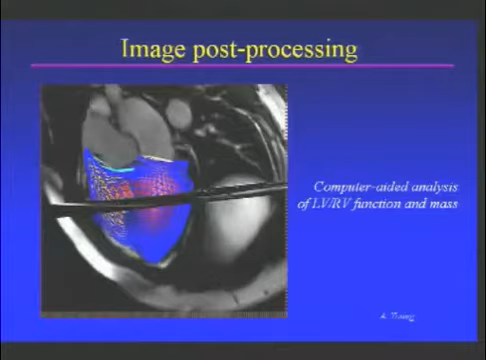 Image post-processing
Computer-aided analysis
of LV/RV function and mass